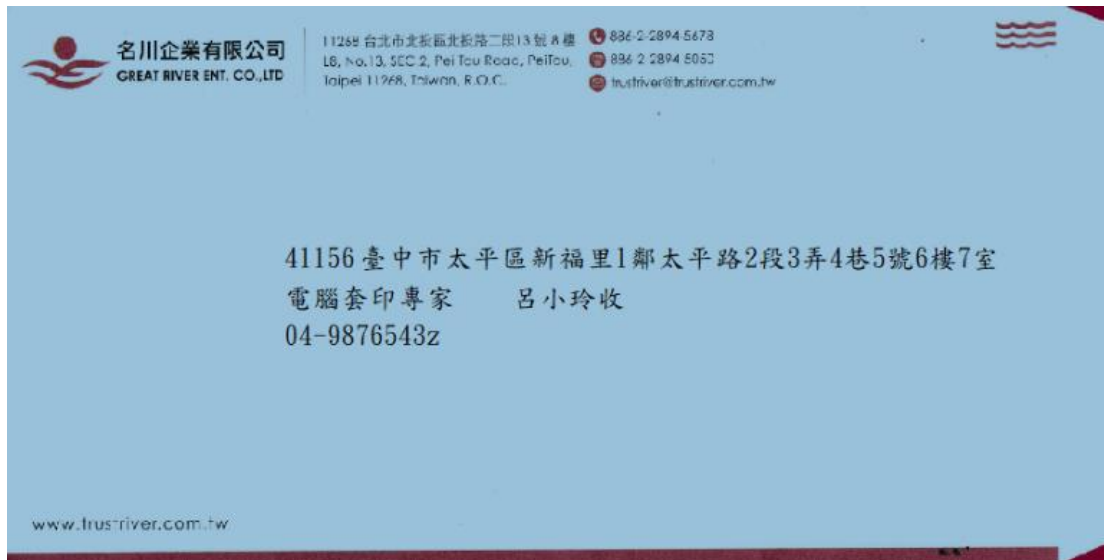 名川企業有限公司
GREAT RIVER ENT. CO.,LTD
11268 台北市北投區北投路二段13號8樓
L8, No.13, SEC 2, Pei Tou Road, PeiTou,
Taipei 11268, Taiwan, R.O.C.
886-2-2894-5678
886 2 2894 5050
trustriver@trustriver.com.tw
41156 臺中市太平區新福里1鄰太平路2段3弄4巷5號6樓7室
電腦套印專家 呂小玲收
04-9876543z
www.trustriver.com.tw